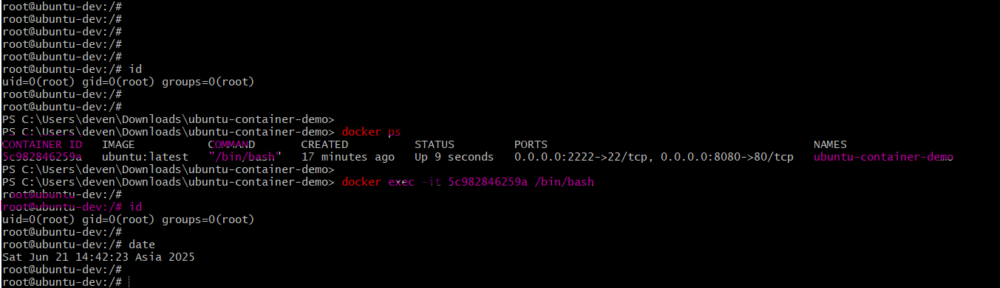 root@ubuntu-dev:/#
root@ubuntu-dev:/#
root@ubuntu-dev:/#
root@ubuntu-dev:/#
root@ubuntu-dev:/#
root@ubuntu-dev:/# id
uid=0(root) gid=0(root) groups=0(root)
root@ubuntu-dev:/#
root@ubuntu-dev:/#
PS C:\Users\deven\Downloads\ubuntu-container-demo>
PS C:\Users\deven\Downloads\ubuntu-container-demo> docker ps
CONTAINER ID   IMAGE           COMMAND       CREATED          STATUS         PORTS                                        NAMES
5c982846259a   ubuntu:latest   "/bin/bash"   17 minutes ago   Up 9 seconds   0.0.0.0:2222->22/tcp, 0.0.0.0:8080->80/tcp   ubuntu-container-demo
PS C:\Users\deven\Downloads\ubuntu-container-demo>
PS C:\Users\deven\Downloads\ubuntu-container-demo> docker exec -it 5c982846259a /bin/bash
root@ubuntu-dev:/#
root@ubuntu-dev:/# id
uid=0(root) gid=0(root) groups=0(root)
root@ubuntu-dev:/#
root@ubuntu-dev:/# date
Sat Jun 21 14:42:23 Asia 2025
root@ubuntu-dev:/#
root@ubuntu-dev:/#